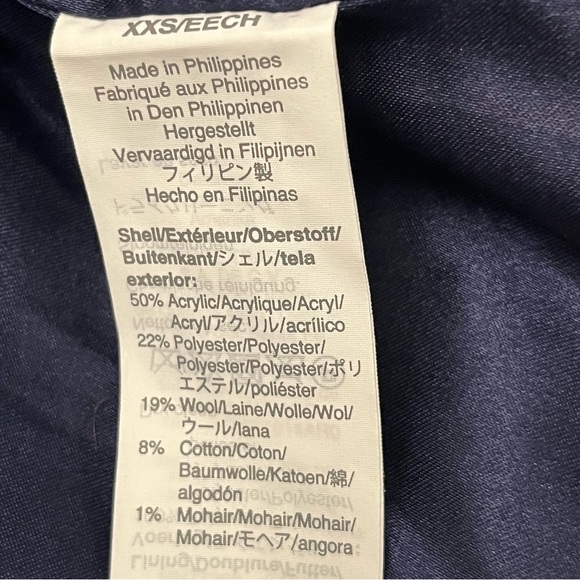 XXS/EECH
Made in Philippines
Fabriqué aux Philippines
in Den Philippinen
Hergestellt
Vervaardigd in Filipijnen
フィリピン製
Hecho en Filipinas
Shell/Extérieur/Oberstoff/
Buitenkant/シェル/tela
exterior:
50% Acrylic/Acrylique/Acryl/
Acryl/アクリル/acrílico
22% Polyester/Polyester/
Polyester/Polyester/ポリ
エステル/poliéster
19% Wool/Laine/Wolle/Wol/
ウール/lana
8% Cotton/Coton/
Baumwolle/Katoen/綿/
algodón
1% Mohair/Mohair/Mohair/
Mohair/モヘア/angora